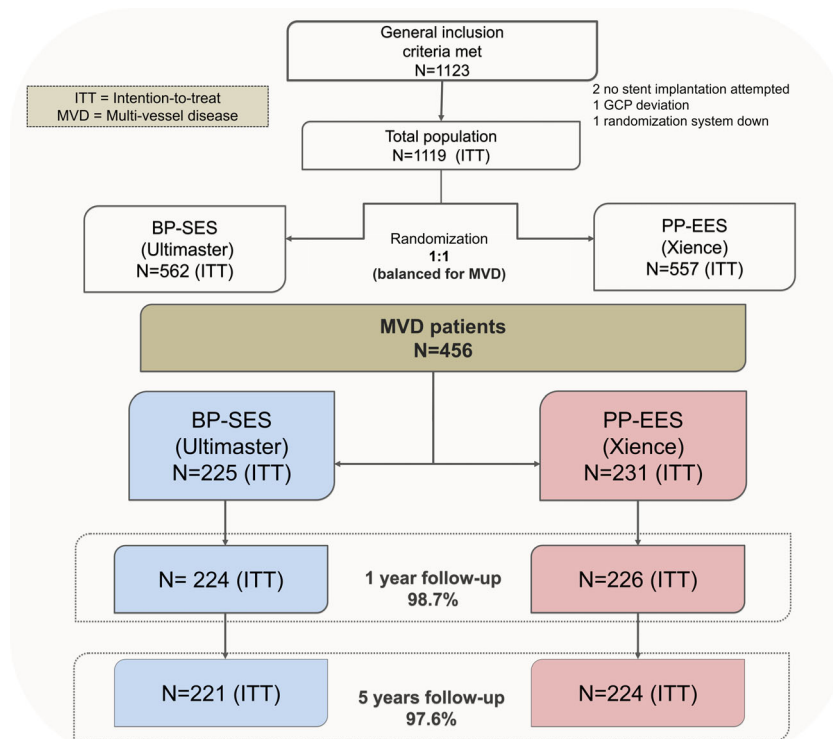 General inclusion
criteria met
N=1123
ITT = Intention-to-treat
MVD = Multi-vessel disease
2 no stent implantation attempted
1 GCP deviation
1 randomization system down
Total population
N=1119 (ITT)
BP-SES
(Ultimaster)
N=562 (ITT)
Randomization
1:1
(balanced for MVD)
PP-EES
(Xience)
N=557 (ITT)
MVD patients
N=456
BP-SES
(Ultimaster)
N=225 (ITT)
PP-EES
(Xience)
N=231 (ITT)
N= 224 (ITT)
1 year follow-up
98.7%
N=226 (ITT)
N=221 (ITT)
5 years follow-up
97.6%
N=224 (ITT)